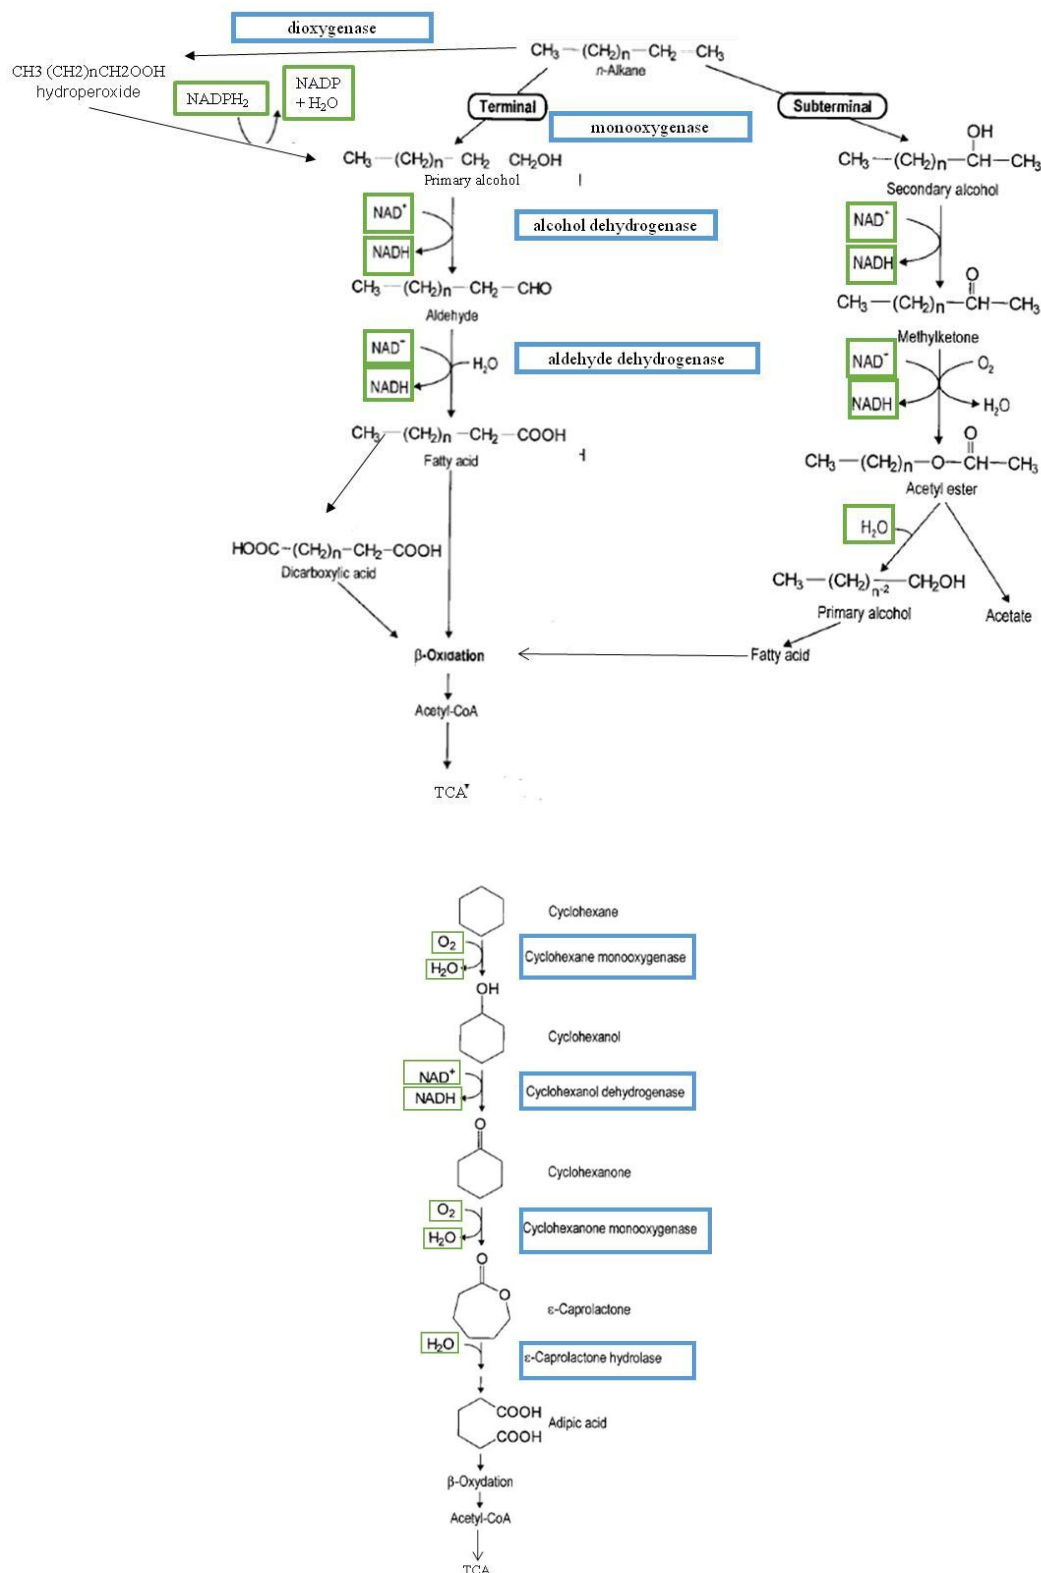 dioxygenase
CH₃—(CH₂)n—CH₂—CH₃
n-Alkane
CH3 (CH2)nCH2OOH
hydroperoxide
NADPH₂
NADP
+ H₂O
Terminal
Subterminal
monooxygenase
CH₃—(CH₂)n—CH₂ CH₂OH
Primary alcohol
OH
CH₃—(CH₂)n—CH—CH₃
Secondary alcohol
NAD⁺
NADH
alcohol dehydrogenase
NAD⁺
NADH
CH₃—(CH₂)n—CH₂—CHO
Aldehyde
O
CH₃—(CH₂)n—C—CH₃
Methylketone
NAD⁻
NADH
H₂O
aldehyde dehydrogenase
NAD⁻
NADH
O₂
H₂O
CH₃—(CH₂)n—CH₂—COOH
Fatty acid
O
CH₃—(CH₂)n—O—CH—CH₃
Acetyl ester
H₂O
HOOC—(CH₂)n—CH₂—COOH
Dicarboxylic acid
CH₃—(CH₂)n-2—CH₂OH
Primary alcohol
Acetate
β-Oxidation
Fatty acid
Acetyl-CoA
TCA
Cyclohexane
O₂
H₂O
Cyclohexane monooxygenase
OH
Cyclohexanol
NAD⁺
NADH
Cyclohexanol dehydrogenase
O
Cyclohexanone
O₂
H₂O
Cyclohexanone monooxygenase
O
O
ε-Caprolactone
H₂O
ε-Caprolactone hydrolase
COOH
COOH
Adipic acid
β-Oxydation
Acetyl-CoA
TCA